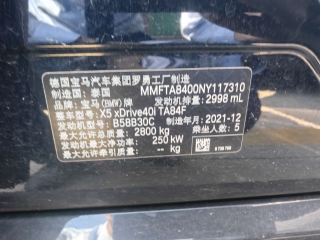 德国宝马汽车集团罗勇工厂制造
制造国：泰国 MMFTA8400NY117310
品牌：宝马(BMW)牌 发动机排量：2998 mL
整车型号：X5 xDrive40i TA84F
发动机型号：B58B30C 制造年月：2021-12
最大允许总质量：2800 kg 乘坐人数：5
发动机最大净功率：250 kW
最大允许牵引质量：-- kg